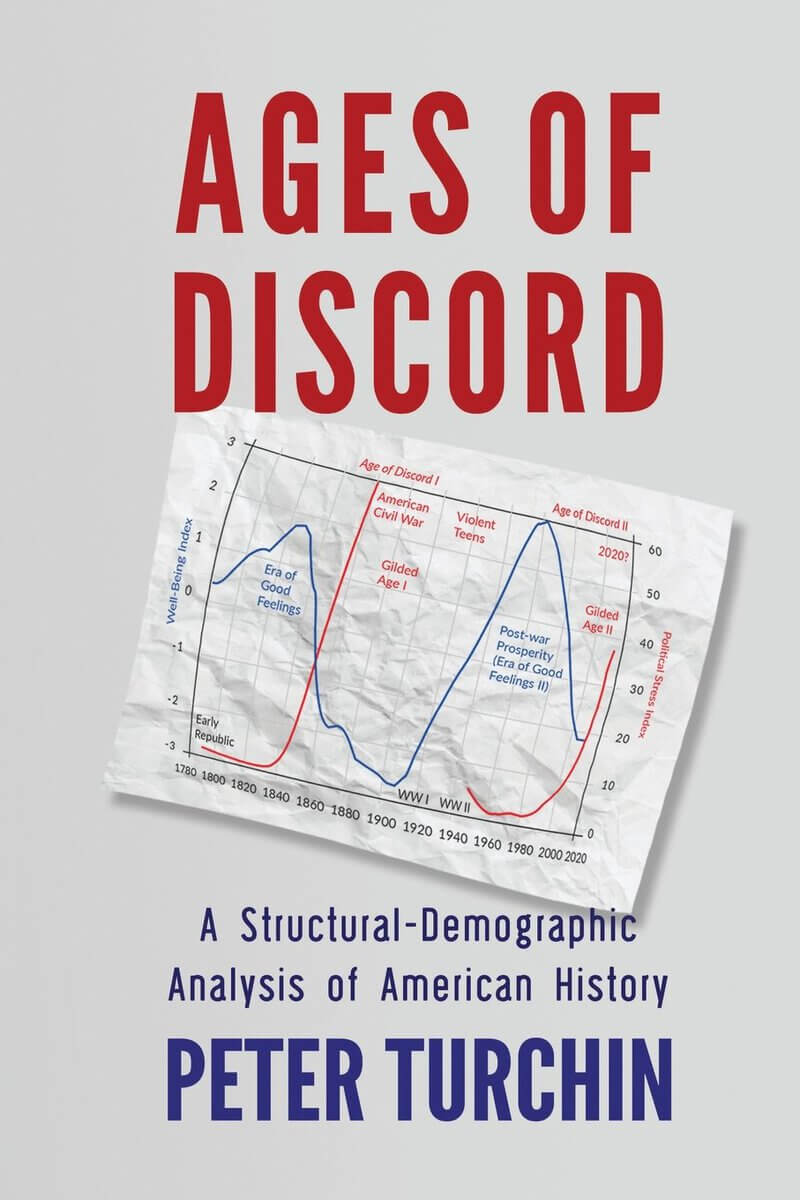 AGES OF
DISCORD
Age of Discord I
American
Civil War
Violent
Teens
Age of Discord II
2020?
Gilded
Age I
Era of
Good
Feelings
Post-war
Prosperity
(Era of Good
Feelings II)
Gilded
Age II
Early
Republic
WW I WW II
Well-Being Index
3
2
1
0
-1
-2
-3
Political Stress Index
60
50
40
30
20
10
0
1780 1800 1820 1840 1860 1880 1900 1920 1940 1960 1980 2000 2020
A Structural-Demographic
Analysis of American History
PETER TURCHIN